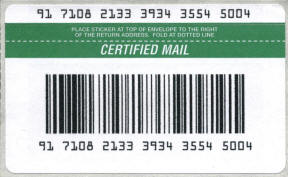 91 7108 2133 3934 3554 5004
PLACE STICKER AT TOP OF ENVELOPE TO THE RIGHT
OF THE RETURN ADDRESS. FOLD AT DOTTED LINE
CERTIFIED MAIL
91 7108 2133 3934 3554 5004